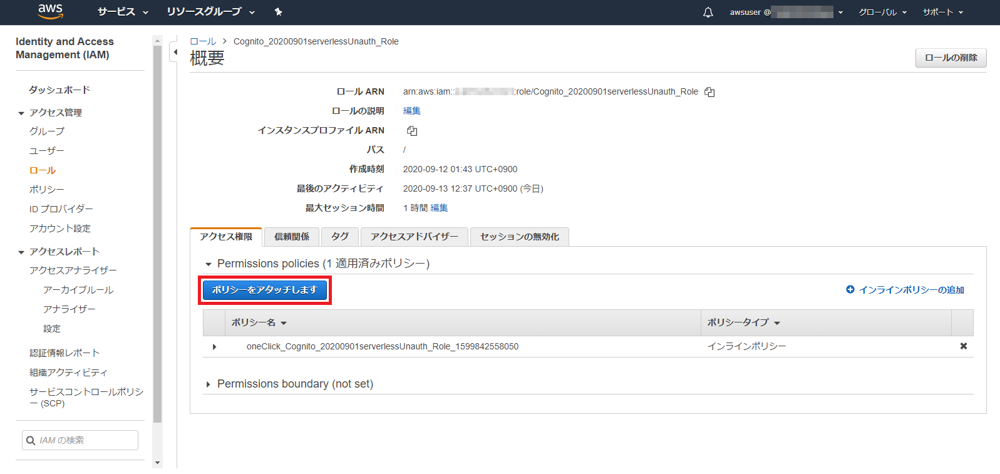 aws サービス リソースグループ awsuser @ グローバル サポート
Identity and Access
Management (IAM)
ダッシュボード
アクセス管理
グループ
ユーザー
ロール
ポリシー
ID プロバイダー
アカウント設定
アクセスレポート
アクセスアナライザー
アーカイブルール
アナライザー
設定
認証情報レポート
組織アクティビティ
サービスコントロールポリシ
ー (SCP)
IAM の検索
ロール > Cognito_20200901serverlessUnauth_Role
概要
ロールの削除
ロール ARN arn:aws:iam:: :role/Cognito_20200901serverlessUnauth_Role
ロールの説明 編集
インスタンスプロファイル ARN
パス /
作成時刻 2020-09-12 01:43 UTC+0900
最後のアクティビティ 2020-09-13 12:37 UTC+0900 (今日)
最大セッション時間 1 時間 編集
アクセス権限 信頼関係 タグ アクセスアドバイザー セッションの無効化
Permissions policies (1 適用済みポリシー)
ポリシーをアタッチします インラインポリシーの追加
ポリシー名 ポリシータイプ
oneClick_Cognito_20200901serverlessUnauth_Role_1599842558050 インラインポリシー
Permissions boundary (not set)